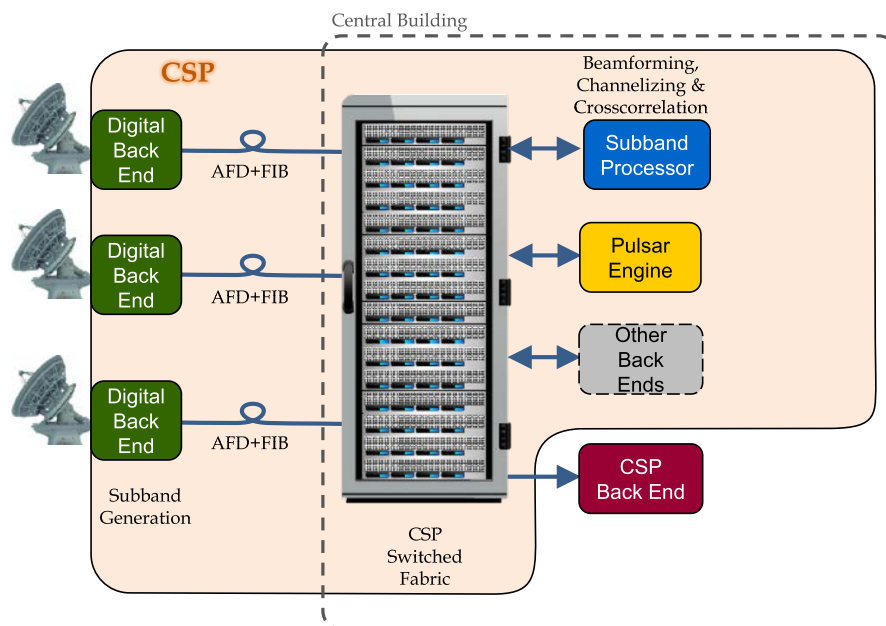 Central Building
CSP
Beamforming,
Channelizing &
Crosscorrelation
Digital
Back
End
AFD+FIB
Subband
Processor
Digital
Back
End
AFD+FIB
Pulsar
Engine
Other
Back
Ends
Digital
Back
End
AFD+FIB
CSP
Back End
Subband
Generation
CSP
Switched
Fabric